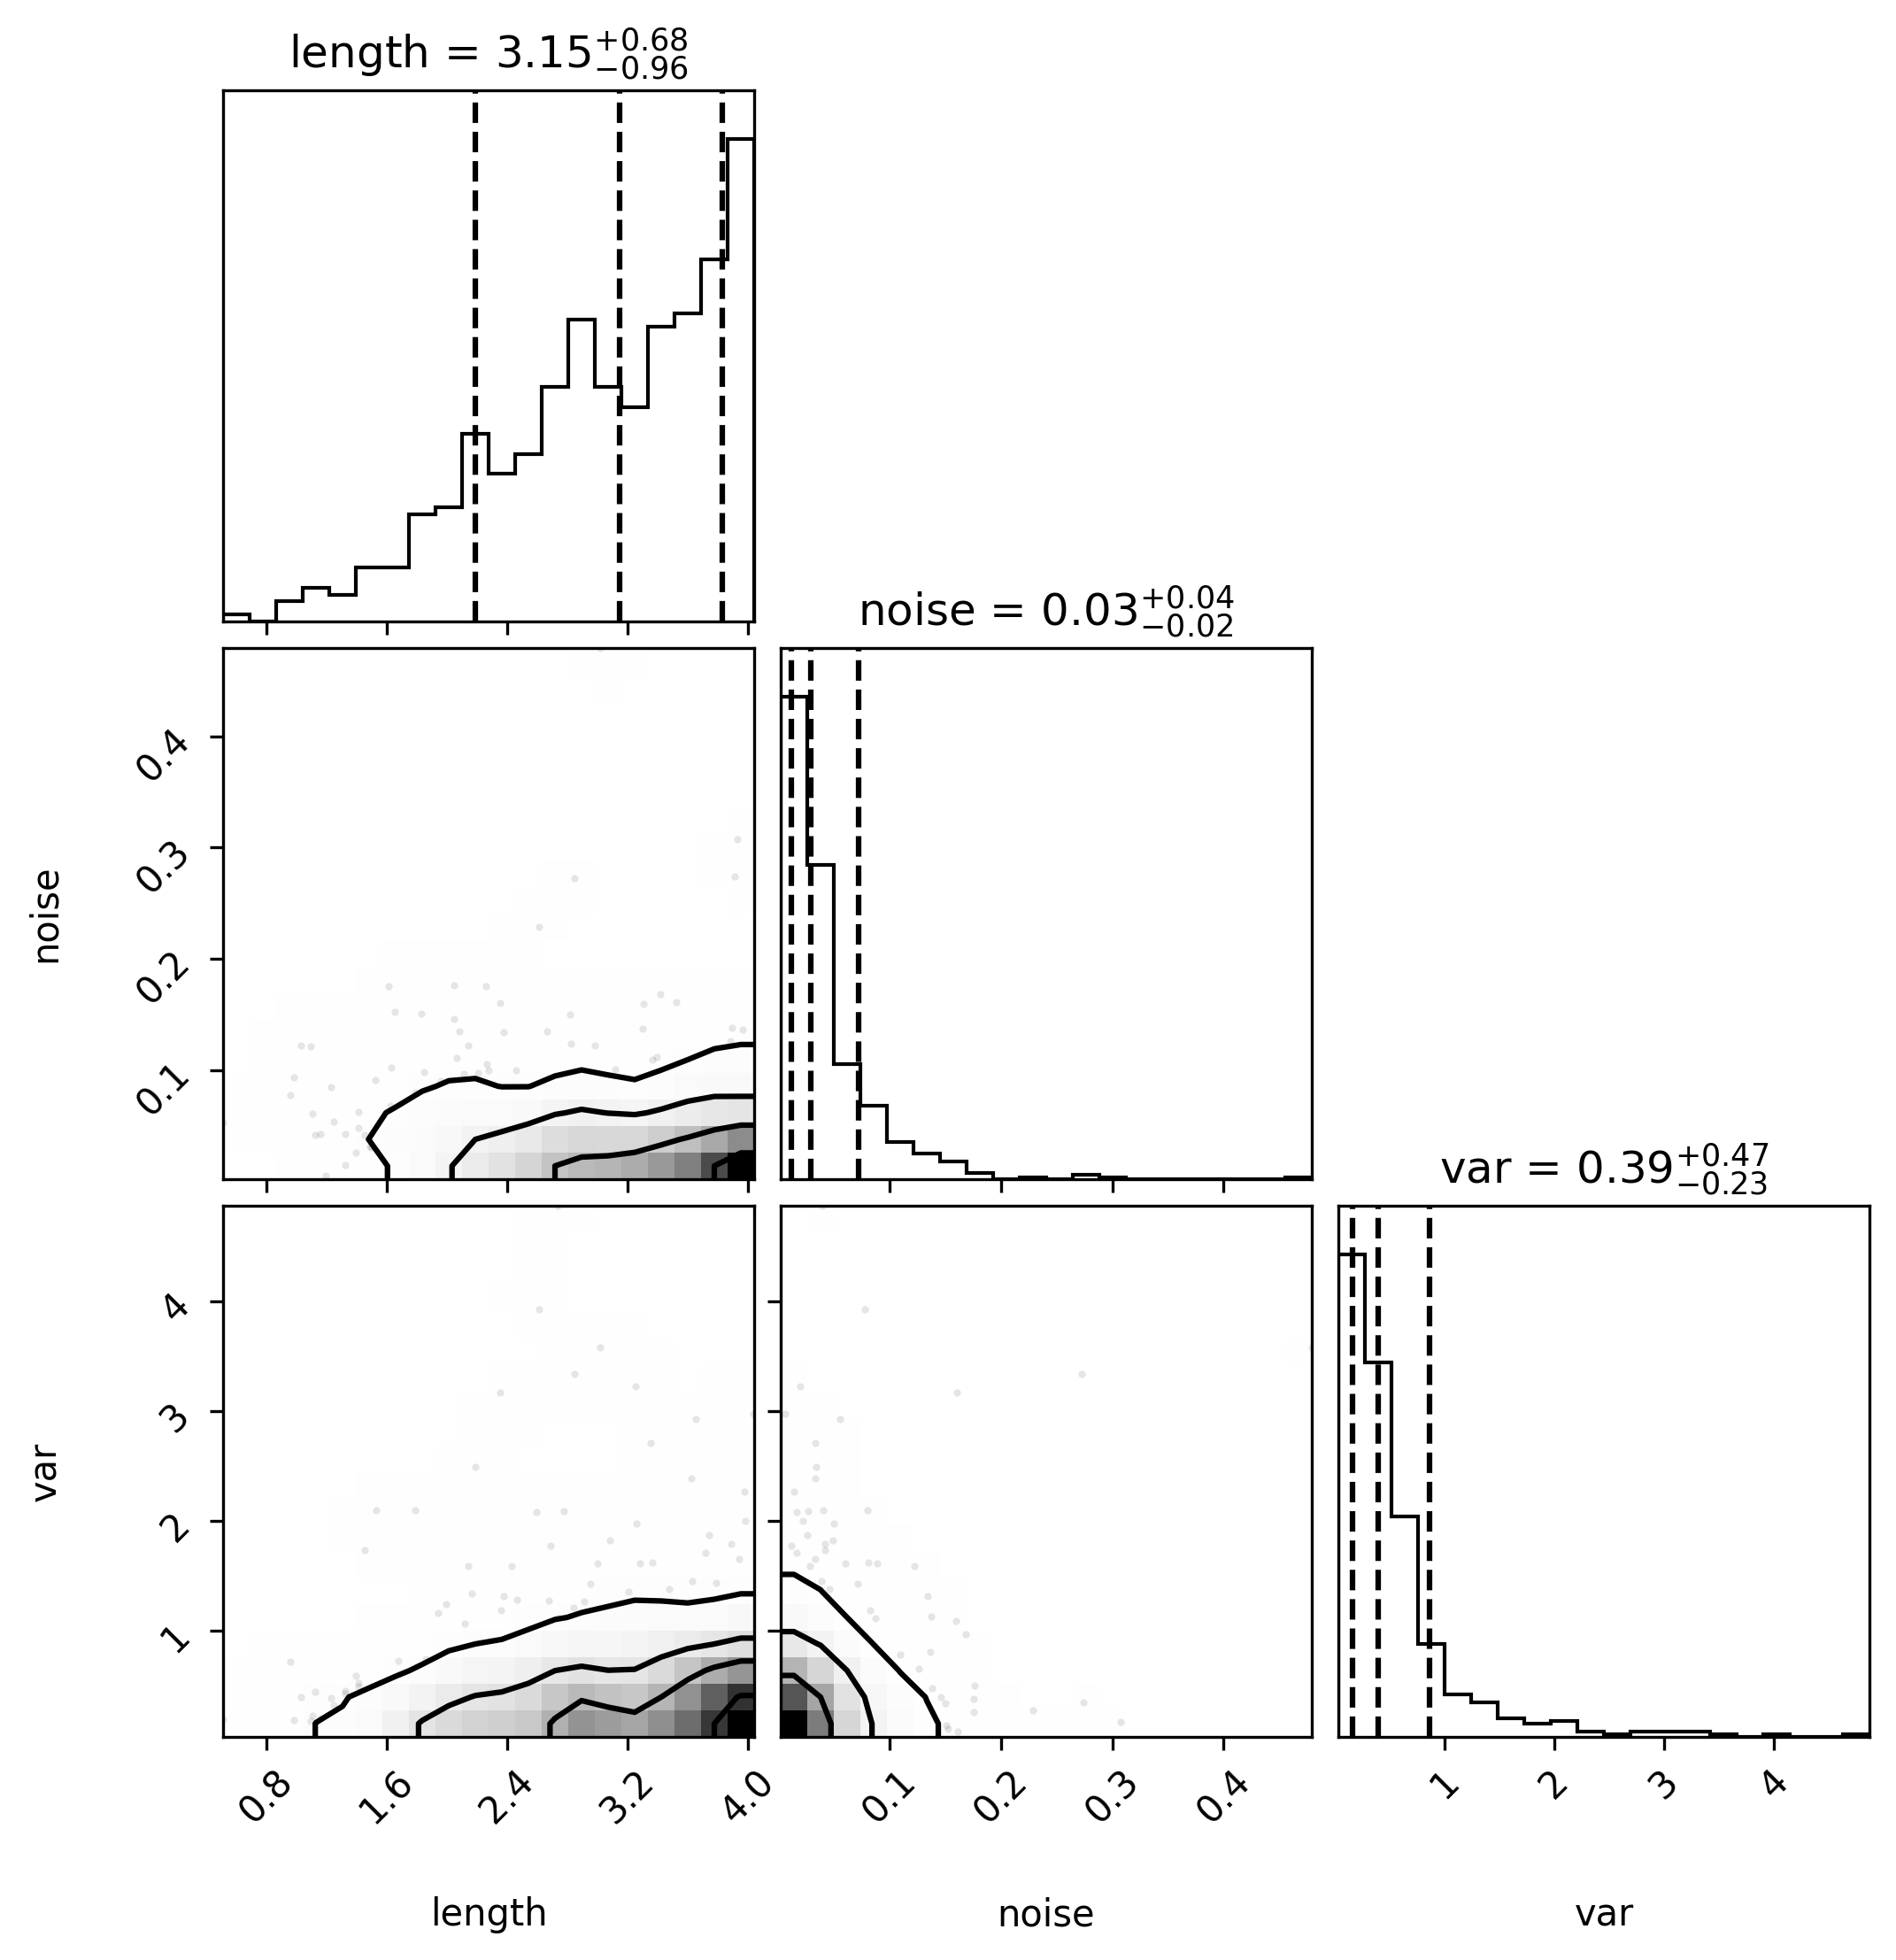 length = 3.15+0.68−0.96
noise = 0.03+0.04−0.02
0.4
0.3
0.2
0.1
noise
var = 0.39+0.47−0.23
4
3
2
1
var
0.8 1.6 2.4 3.2 4.0 0.1 0.2 0.3 0.4 1 2 3 4
length noise var